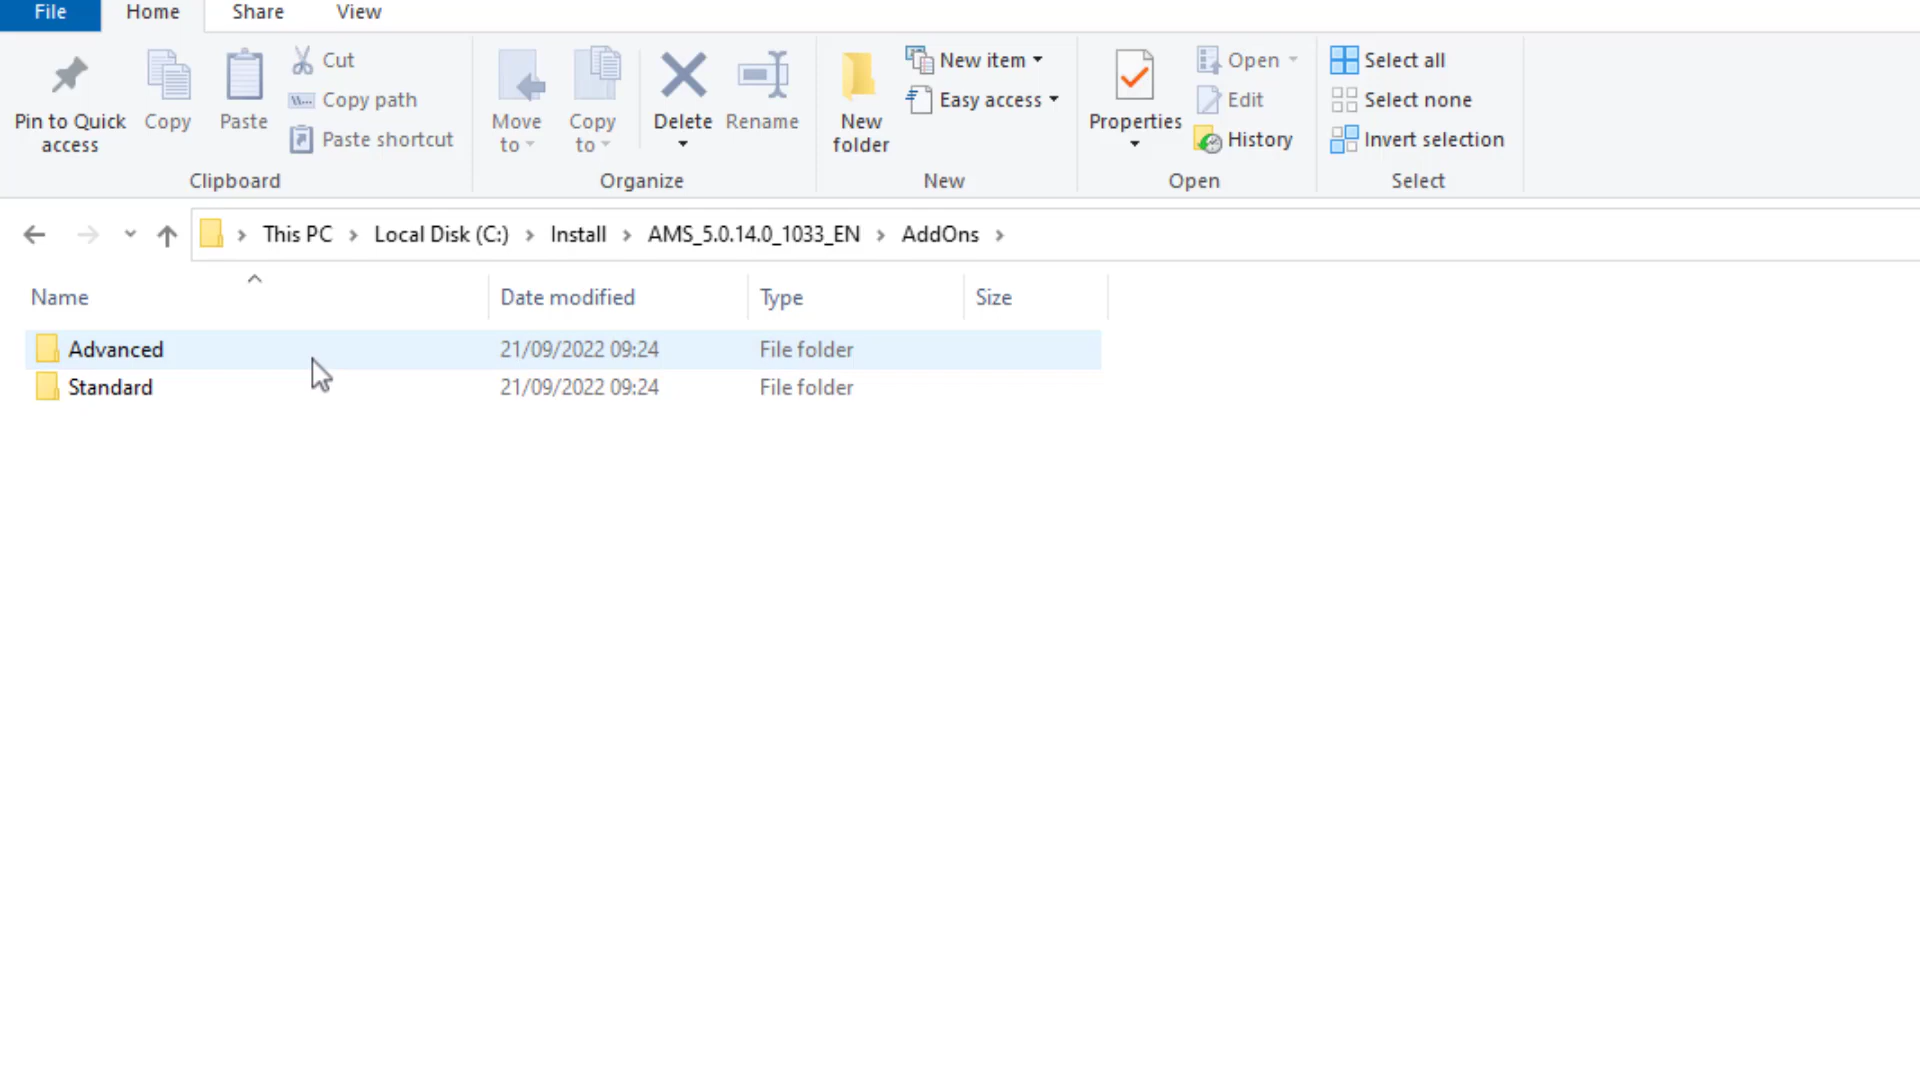 File Home Share View
Pin to Quick access
Copy
Paste
Cut
Copy path
Paste shortcut
Clipboard
Move to
Copy to
Delete
Rename
Organize
New folder
New item
Easy access
New
Properties
Open
Edit
History
Open
Select all
Select none
Invert selection
Select
This PC Local Disk (C:) Install AMS_5.0.14.0_1033_EN AddOns
Name Date modified Type Size
Advanced 21/09/2022 09:24 File folder
Standard 21/09/2022 09:24 File folder